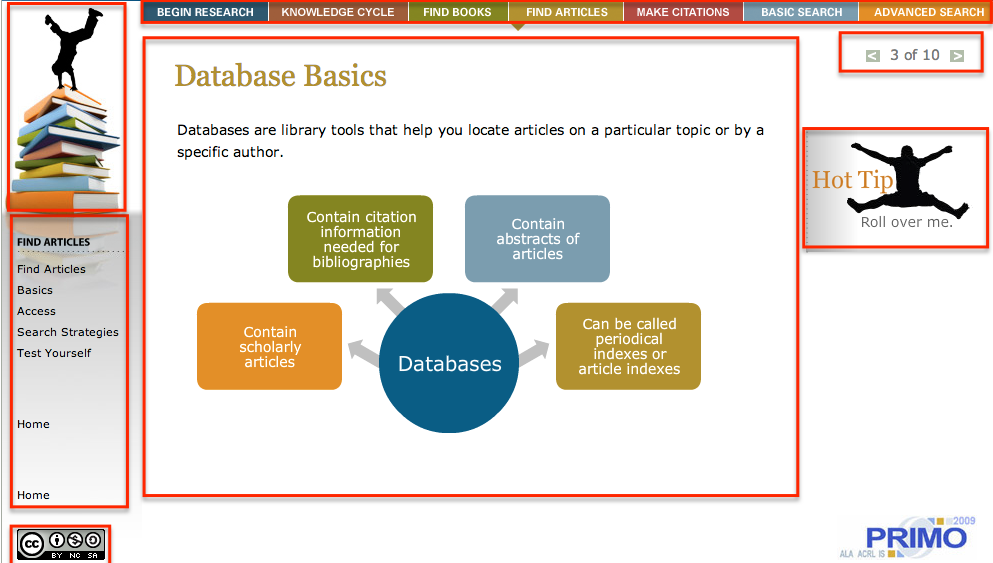 BEGIN RESEARCH
KNOWLEDGE CYCLE
FIND BOOKS
FIND ARTICLES
MAKE CITATIONS
BASIC SEARCH
ADVANCED SEARCH
< 3 of 10 >
Database Basics
Databases are library tools that help you locate articles on a particular topic or by a
specific author.
Contain citation
information
needed for
bibliographies
Contain
abstracts of
articles
Contain
scholarly
articles
Databases
Can be called
periodical
indexes or
article indexes
Hot Tip
Roll over me.
FIND ARTICLES
Find Articles
Basics
Access
Search Strategies
Test Yourself
Home
Home
cc
BY NC SA
2009
PRIMO
ALA ACRL IS